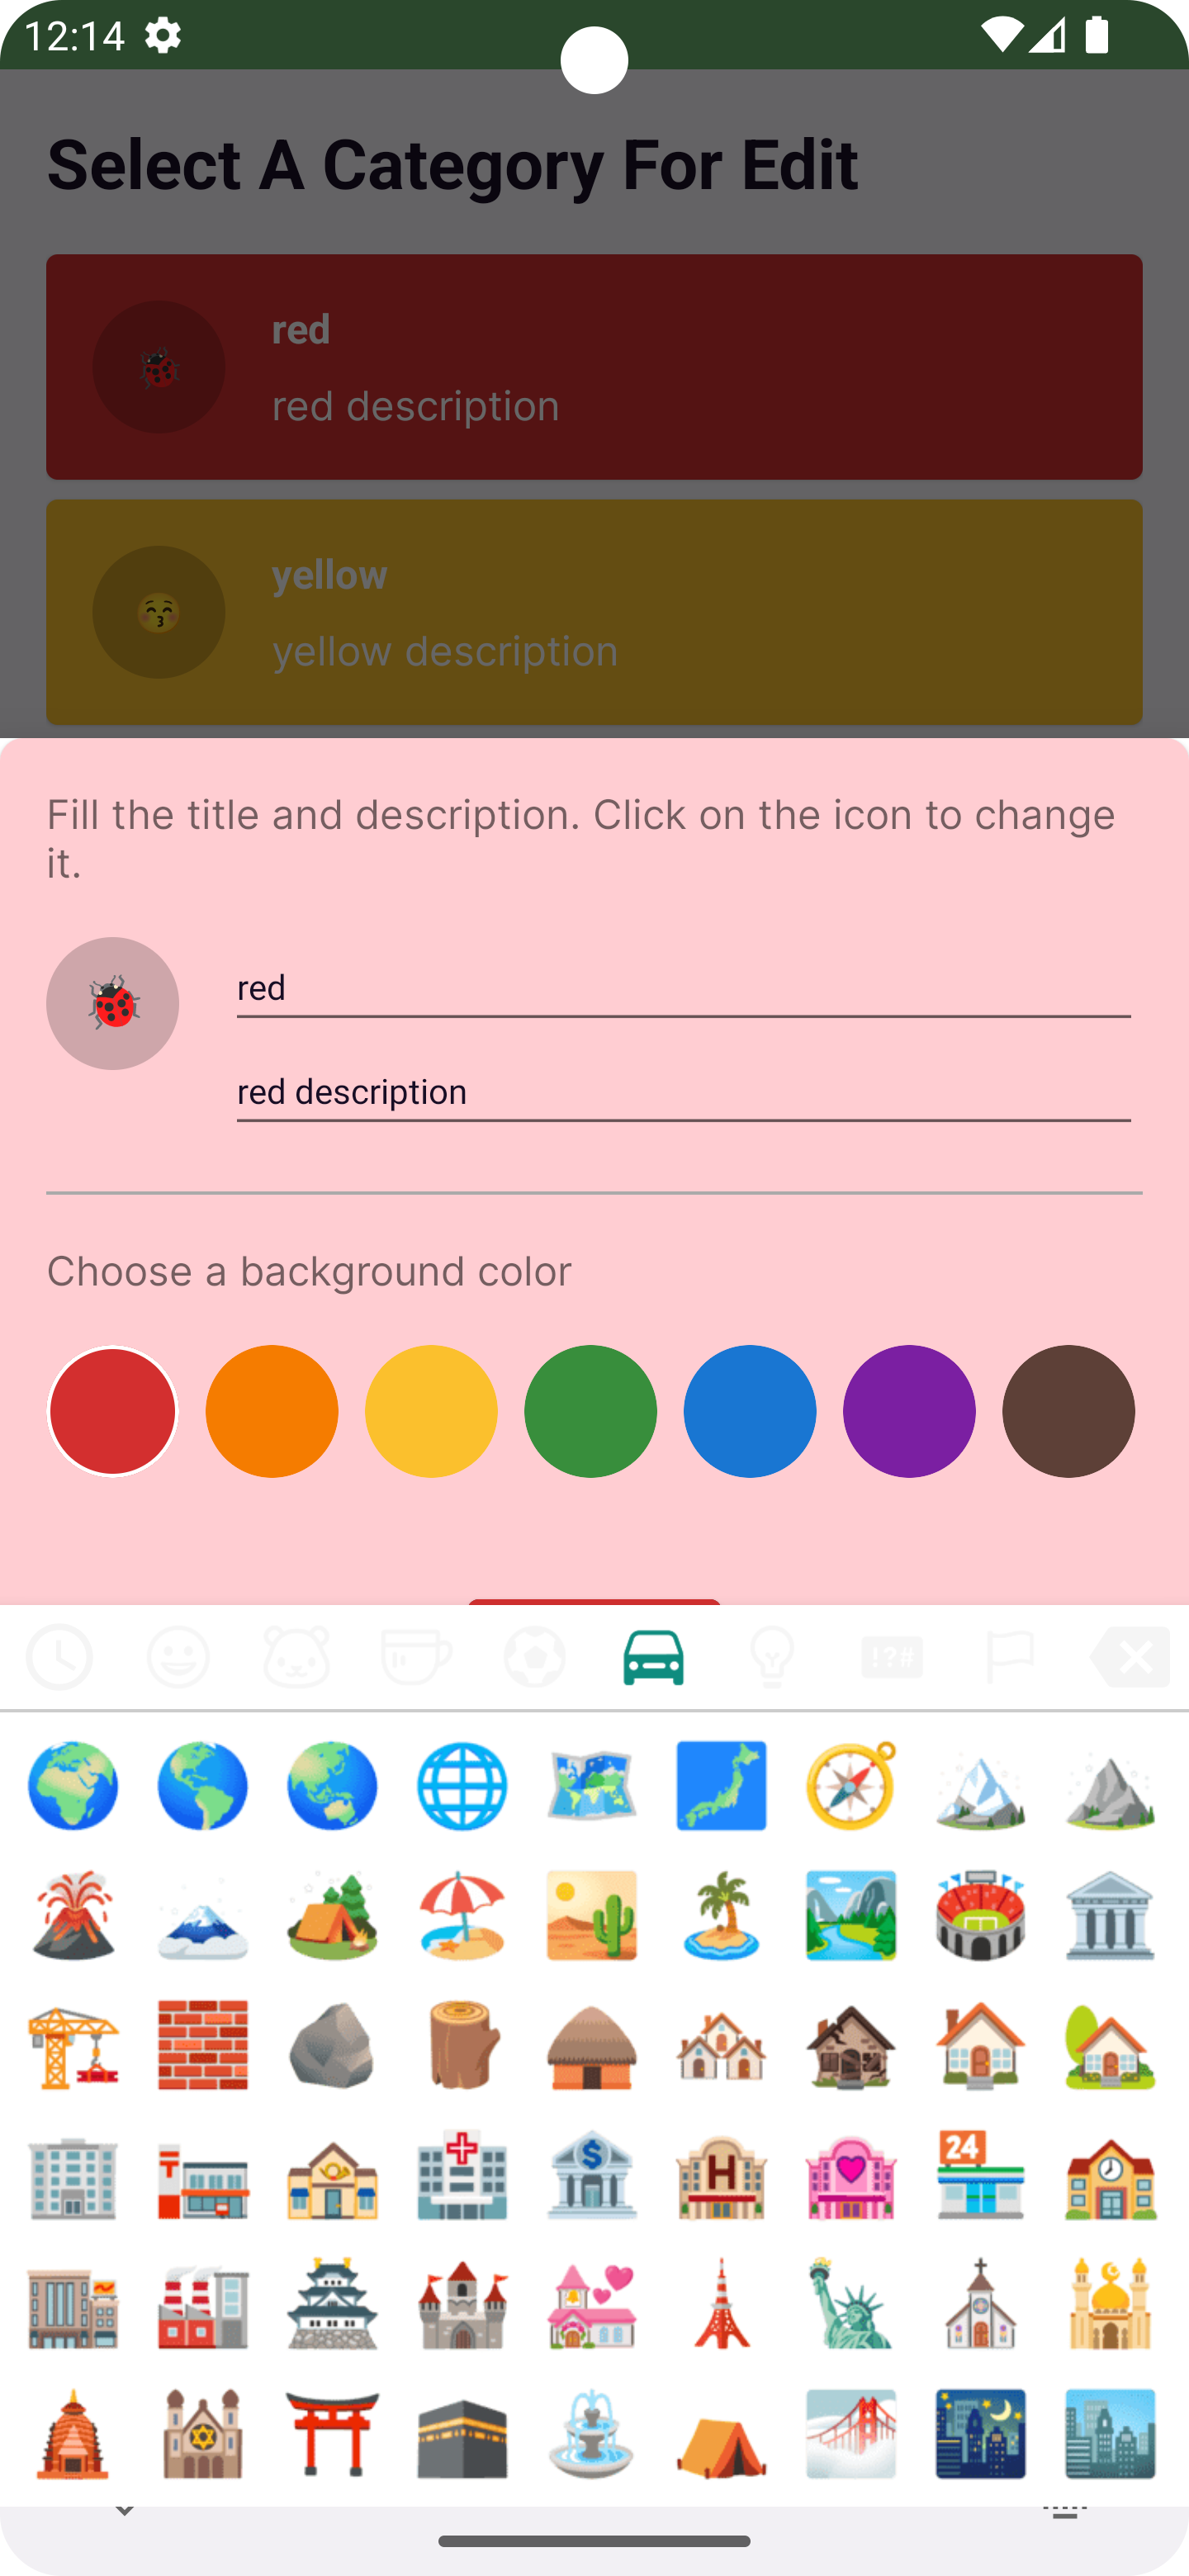 12:14
Select A Category For Edit
red
red description
yellow
yellow description
Fill the title and description. Click on the icon to change
it.
red
red description
Choose a background color
!?#
24
H